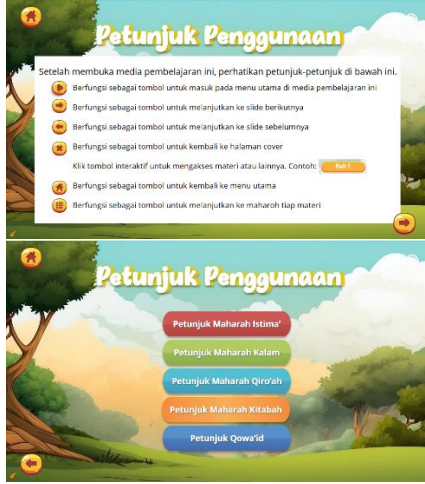 Petunjuk Penggunaan
Setelah membuka media pembelajaran ini, perhatikan petunjuk-petunjuk di bawah ini.
Berfungsi sebagai tombol untuk masuk pada menu utama di media pembelajaran ini
Berfungsi sebagai tombol untuk melanjutkan ke slide berikutnya
Berfungsi sebagai tombol untuk melanjutkan ke slide sebelumnya
Berfungsi sebagai tombol untuk kembali ke halaman cover
Klik tombol interaktif untuk mengakses materi atau lainnya. Contoh: Bab 1
Berfungsi sebagai tombol untuk kembali ke menu utama
Berfungsi sebagai tombol untuk melanjutkan ke maharoh tiap materi
Petunjuk Penggunaan
Petunjuk Maharah Istima'
Petunjuk Maharah Kalam
Petunjuk Maharah Qiro'ah
Petunjuk Maharah Kitabah
Petunjuk Qowa'id